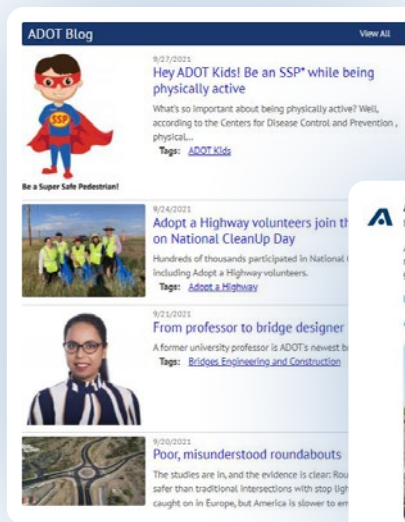 ADOT Blog
View All
9/27/2021
Hey ADOT Kids! Be an SSP* while being
physically active
What's so important about being physically active? Well,
according to the Centers for Disease Control and Prevention ,
physical...
Tags: ADOT Kids
SSP
Be a Super Safe Pedestrian!
9/24/2021
Adopt a Highway volunteers join th
on National CleanUp Day
Hundreds of thousands participated in National
including Adopt a Highway volunteers.
Tags: Adopt a Highway
9/21/2021
From professor to bridge designer
A former university professor is ADOT's newest
Tags: Bridges Engineering and Construction
9/20/2021
Poor, misunderstood roundabouts
The studies are in, and the evidence is clear:
safer than traditional intersections with stop
caught on in Europe, but America is slower to